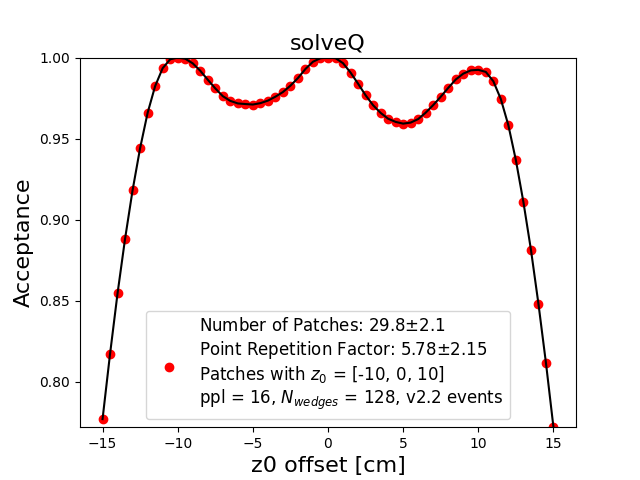 solveQ
Acceptance
1.00
0.95
0.90
0.85
0.80
Number of Patches: 29.8±2.1
Point Repetition Factor: 5.78±2.15
Patches with z₀ = [-10, 0, 10]
ppl = 16, N_wedges = 128, v2.2 events
−15 −10 −5 0 5 10 15
z0 offset [cm]